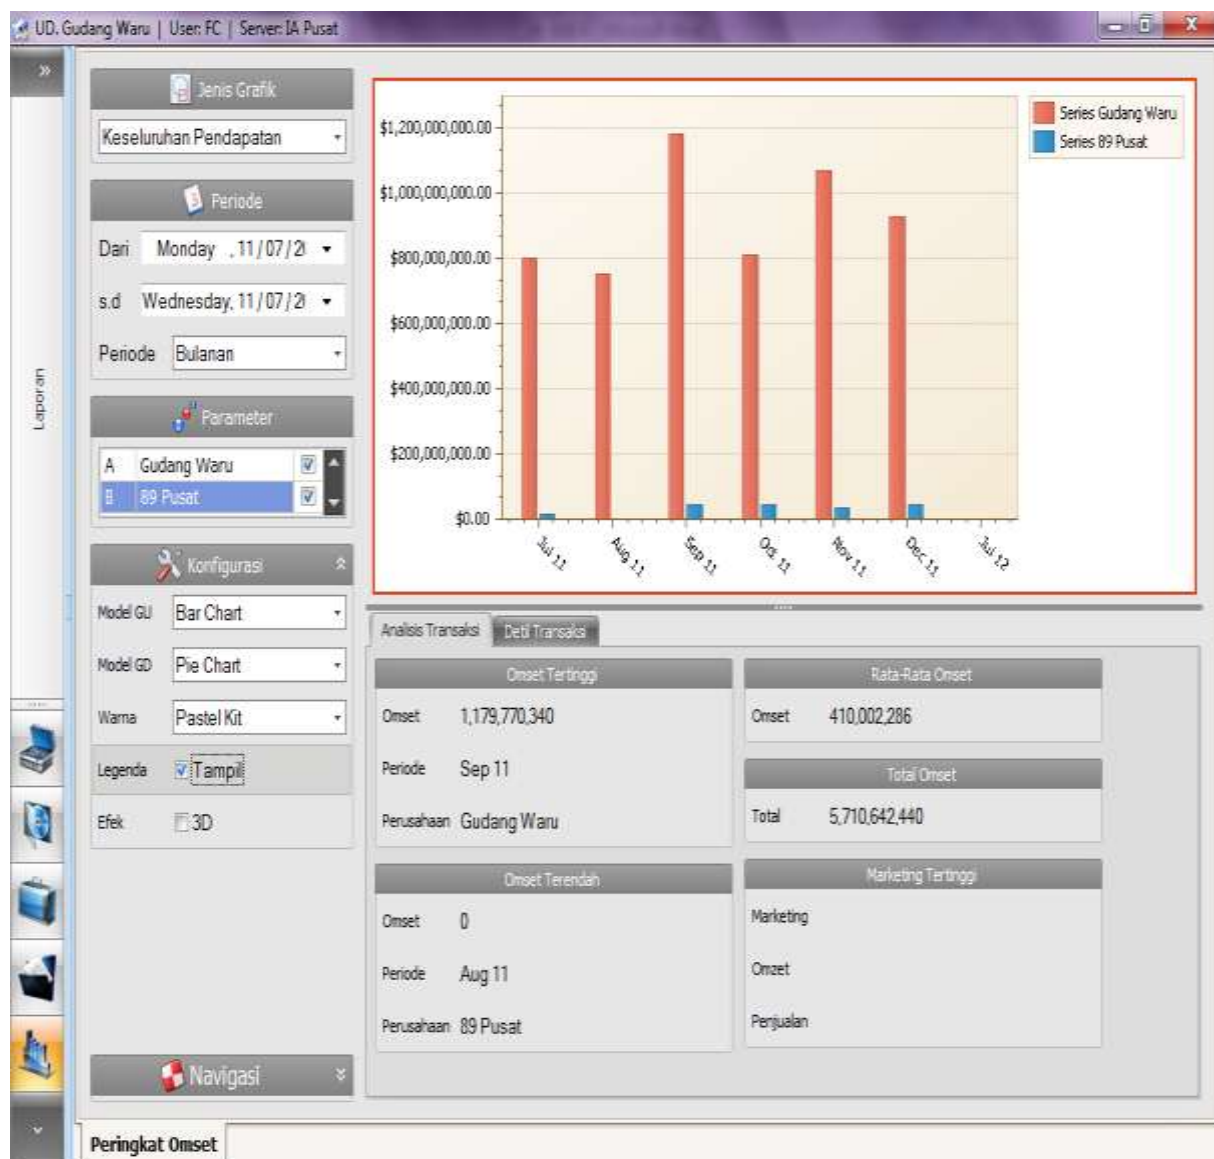 UD. Gudang Waru | User: FC | Server: IA Pusat
Jenis Grafik
Keseluruhan Pendapatan
Periode
Dari Monday , 11/07/2
s.d Wednesday, 11/07/2
Periode Bulanan
Parameter
A Gudang Waru
B 89 Pusat
Konfigurasi
Model GU Bar Chart
Model GD Pie Chart
Warna Pastel Kit
Legenda Tampil
Efek 3D
Navigasi
Laporan
$1,200,000,000.00
$1,000,000,000.00
$800,000,000.00
$600,000,000.00
$400,000,000.00
$200,000,000.00
$0.00
Jul 11
Aug 11
Sep 11
Oct 11
Nov 11
Dec 11
Jul 12
Series Gudang Waru
Series 89 Pusat
Analisis Transaksi
Detil Transaksi
Omset Tertinggi
Omset 1,179,770,340
Periode Sep 11
Perusahaan Gudang Waru
Omset Terendah
Omset 0
Periode Aug 11
Perusahaan 89 Pusat
Rata-Rata Omset
Omset 410,002,286
Total Omset
Total 5,710,642,440
Marketing Tertinggi
Marketing
Omzet
Penjualan
Peringkat Omset